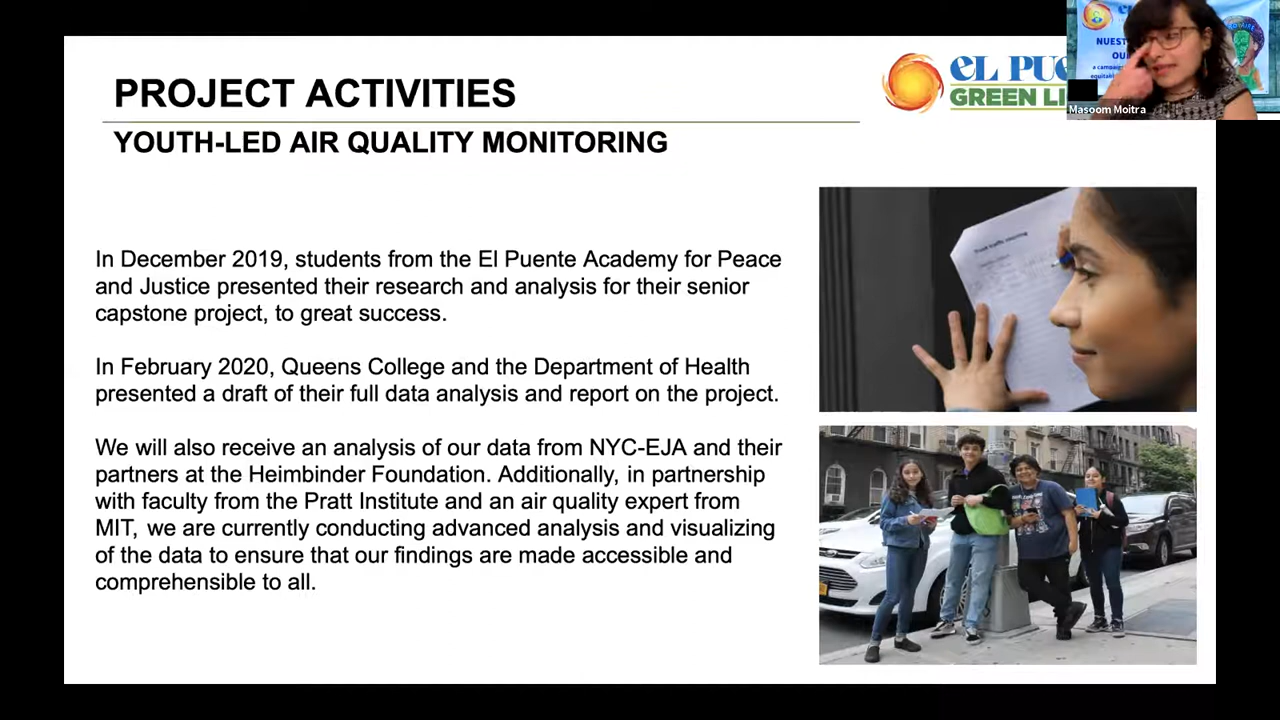 PROJECT ACTIVITIES
YOUTH-LED AIR QUALITY MONITORING
EL PUE
GREEN LI
NUEST
OU
a campaig
equitab
Masoom Moitra
In December 2019, students from the El Puente Academy for Peace
and Justice presented their research and analysis for their senior
capstone project, to great success.
In February 2020, Queens College and the Department of Health
presented a draft of their full data analysis and report on the project.
We will also receive an analysis of our data from NYC-EJA and their
partners at the Heimbinder Foundation. Additionally, in partnership
with faculty from the Pratt Institute and an air quality expert from
MIT, we are currently conducting advanced analysis and visualizing
of the data to ensure that our findings are made accessible and
comprehensible to all.